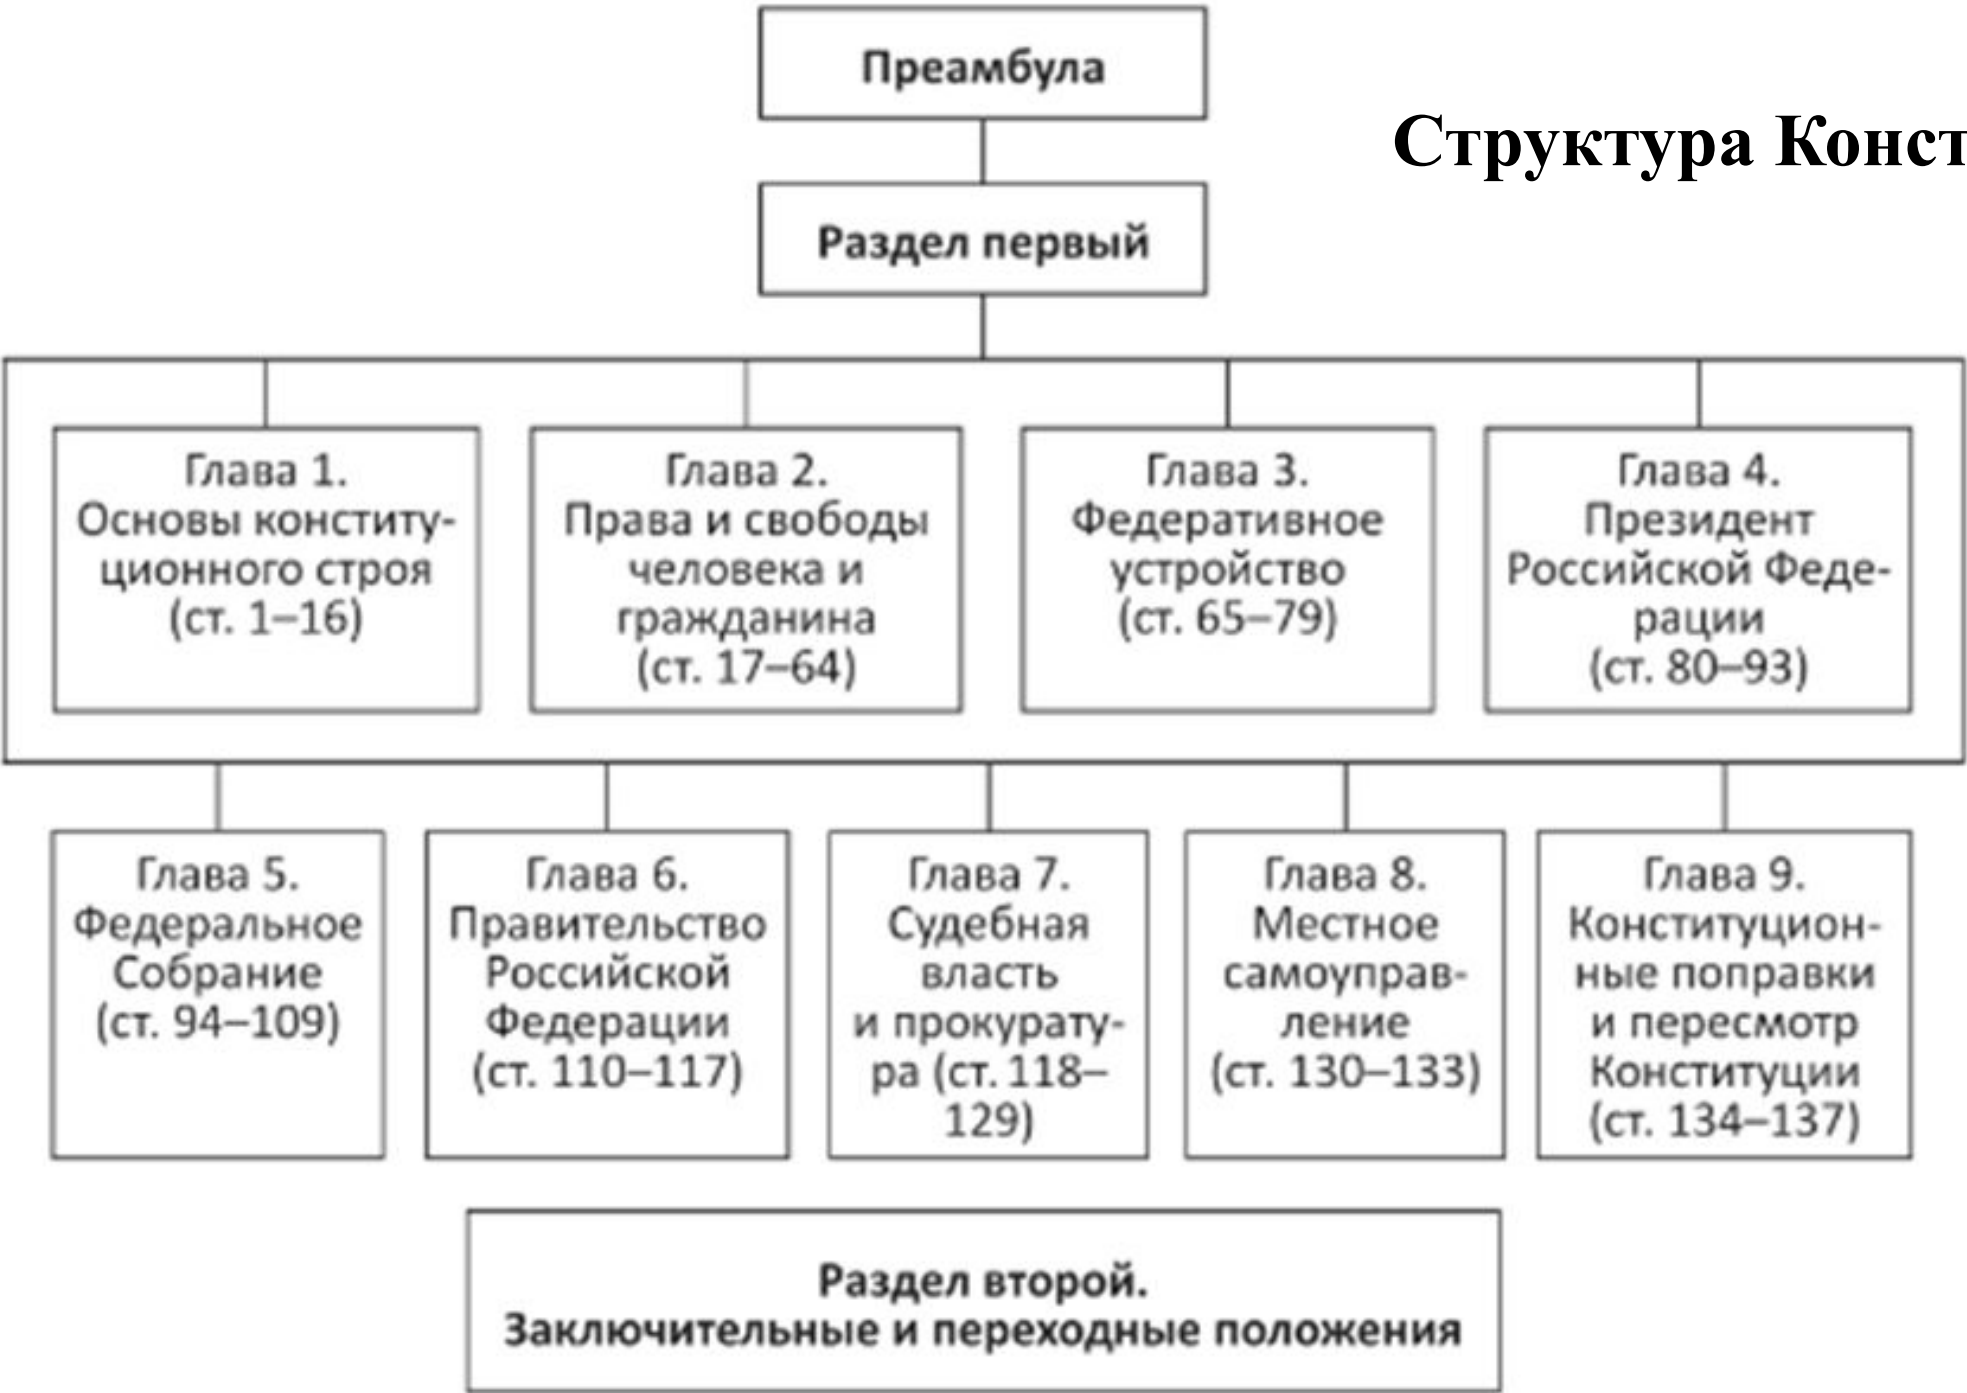 Преамбула
Структура Конст
Раздел первый
Глава 1.
Основы конститу-
ционного строя
(ст. 1–16)
Глава 2.
Права и свободы
человека и
гражданина
(ст. 17–64)
Глава 3.
Федеративное
устройство
(ст. 65–79)
Глава 4.
Президент
Российской Феде-
рации
(ст. 80–93)
Глава 5.
Федеральное
Собрание
(ст. 94–109)
Глава 6.
Правительство
Российской
Федерации
(ст. 110–117)
Глава 7.
Судебная
власть
и прокурату-
ра (ст. 118–
129)
Глава 8.
Местное
самоуправ-
ление
(ст. 130–133)
Глава 9.
Конституцион-
ные поправки
и пересмотр
Конституции
(ст. 134–137)
Раздел второй.
Заключительные и переходные положения